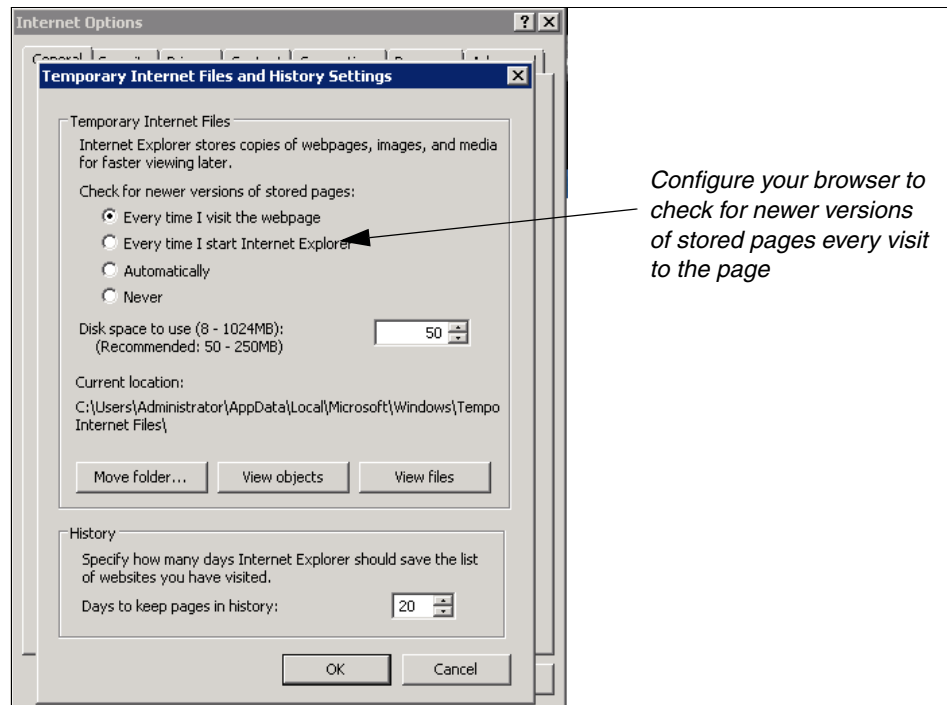 Internet Options
General
Temporary Internet Files and History Settings
Temporary Internet Files
Internet Explorer stores copies of webpages, images, and media
for faster viewing later.
Check for newer versions of stored pages:
Every time I visit the webpage
Every time I start Internet Explorer
Automatically
Never
Disk space to use (8 - 1024MB):
(Recommended: 50 - 250MB)
50
Current location:
C:\Users\Administrator\AppData\Local\Microsoft\Windows\Tempo
Internet Files\
Move folder...
View objects
View files
History
Specify how many days Internet Explorer should save the list
of websites you have visited.
Days to keep pages in history:
20
OK
Cancel
Configure your browser to
check for newer versions
of stored pages every visit
to the page